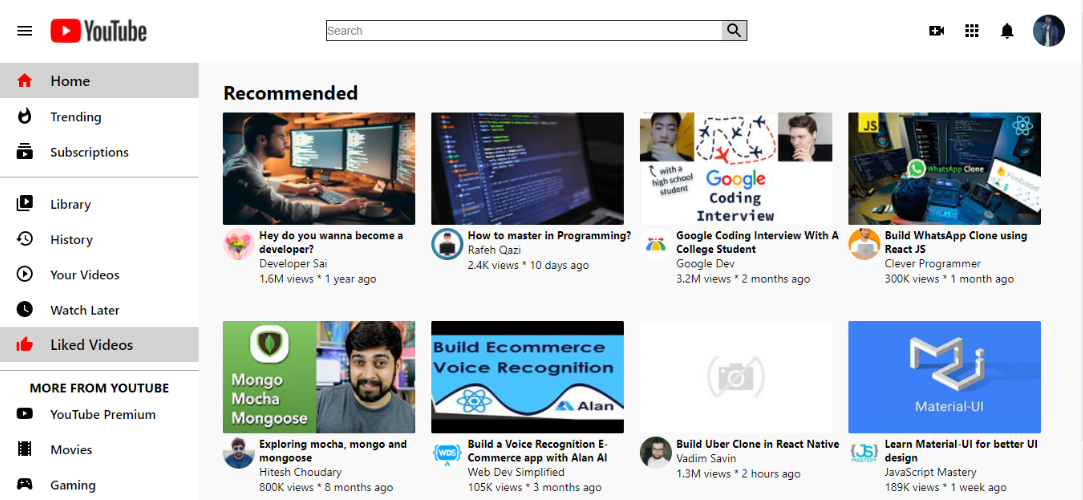 YouTube
Search
Home
Trending
Subscriptions
Library
History
Your Videos
Watch Later
Liked Videos
MORE FROM YOUTUBE
YouTube Premium
Movies
Gaming
Recommended
with a
high school
student
Google
Coding
Interview
JS
WhatsApp Clone
Hey do you wanna become a
developer?
Developer Sai
1.6M views * 1 year ago
How to master in Programming?
Rafeh Qazi
2.4K views * 10 days ago
Google Coding Interview With A
College Student
Google Dev
3.2M views * 2 months ago
Build WhatsApp Clone using
React JS
Clever Programmer
300K views * 1 month ago
Mongo
Mocha
Mongoose
Build Ecommerce
Voice Recognition
Alan
Material-UI
Exploring mocha, mongo and
mongoose
Hitesh Choudary
800K views * 8 months ago
WDS
Build a Voice Recognition E-
Commerce app with Alan AI
Web Dev Simplified
105K views * 3 months ago
Build Uber Clone in React Native
Vadim Savin
1.3M views * 2 hours ago
JS
MASTERY
Learn Material-UI for better UI
design
JavaScript Mastery
189K views * 1 week ago